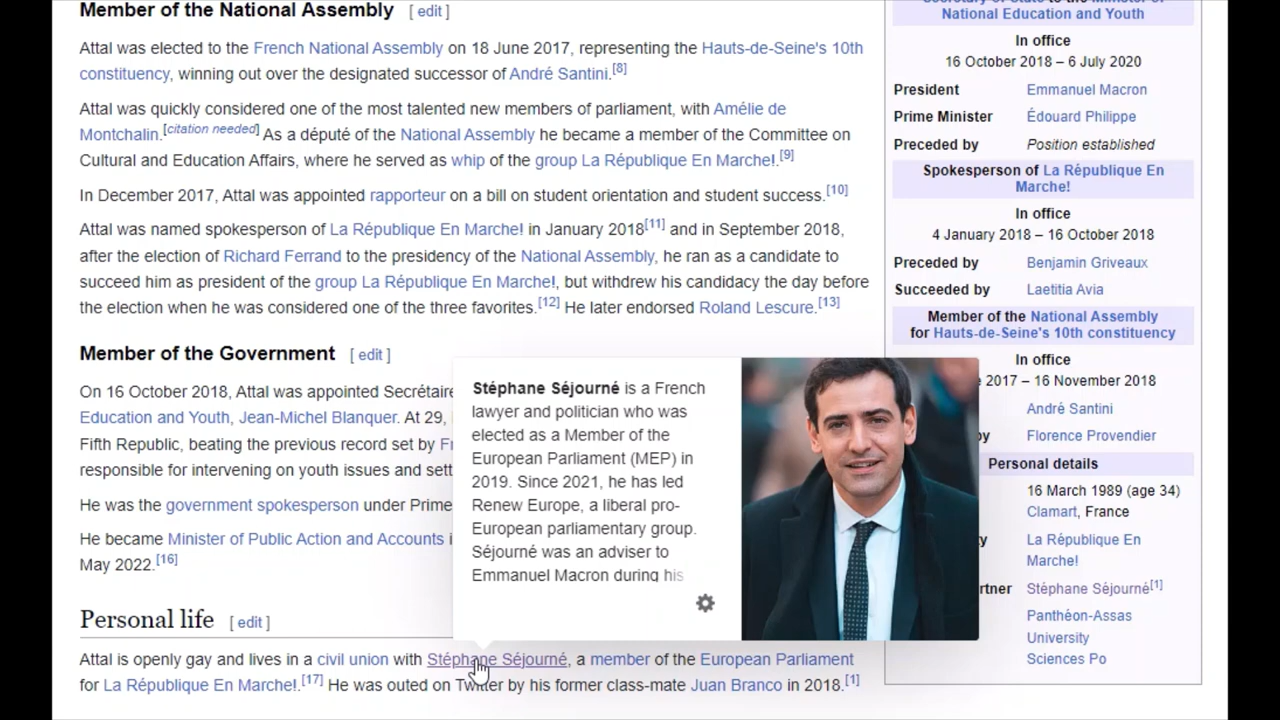 Member of the National Assembly [ edit ]
Attal was elected to the French National Assembly on 18 June 2017, representing the Hauts-de-Seine's 10th
constituency, winning out over the designated successor of André Santini.[8]
Attal was quickly considered one of the most talented new members of parliament, with Amélie de
Montchalin.[citation needed] As a député of the National Assembly he became a member of the Committee on
Cultural and Education Affairs, where he served as whip of the group La République En Marche!.[9]
In December 2017, Attal was appointed rapporteur on a bill on student orientation and student success.[10]
Attal was named spokesperson of La République En Marche! in January 2018[11] and in September 2018,
after the election of Richard Ferrand to the presidency of the National Assembly, he ran as a candidate to
succeed him as president of the group La République En Marche!, but withdrew his candidacy the day before
the election when he was considered one of the three favorites.[12] He later endorsed Roland Lescure.[13]
Member of the Government [ edit ]
On 16 October 2018, Attal was appointed Secrétaire
Education and Youth, Jean-Michel Blanquer. At 29,
Fifth Republic, beating the previous record set by
responsible for intervening on youth issues and
He was the government spokesperson under Prime
He became Minister of Public Action and Accounts
May 2022.[16]
Stéphane Séjourné is a French
lawyer and politician who was
elected as a Member of the
European Parliament (MEP) in
2019. Since 2021, he has led
Renew Europe, a liberal pro-
European parliamentary group.
Séjourné was an adviser to
Emmanuel Macron during his
Personal life [ edit ]
Attal is openly gay and lives in a civil union with Stéphane Séjourné, a member of the European Parliament
for La République En Marche!.[17] He was outed on Twitter by his former class-mate Juan Branco in 2018.[1]
Secretary of State to the Minister of
National Education and Youth
In office
16 October 2018 – 6 July 2020
President Emmanuel Macron
Prime Minister Édouard Philippe
Preceded by Position established
Spokesperson of La République En
Marche!
In office
4 January 2018 – 16 October 2018
Preceded by Benjamin Griveaux
Succeeded by Laetitia Avia
Member of the National Assembly
for Hauts-de-Seine's 10th constituency
In office
2017 – 16 November 2018
André Santini
Florence Provendier
Personal details
16 March 1989 (age 34)
Clamart, France
La République En
Marche!
rtner Stéphane Séjourné[1]
Panthéon-Assas
University
Sciences Po